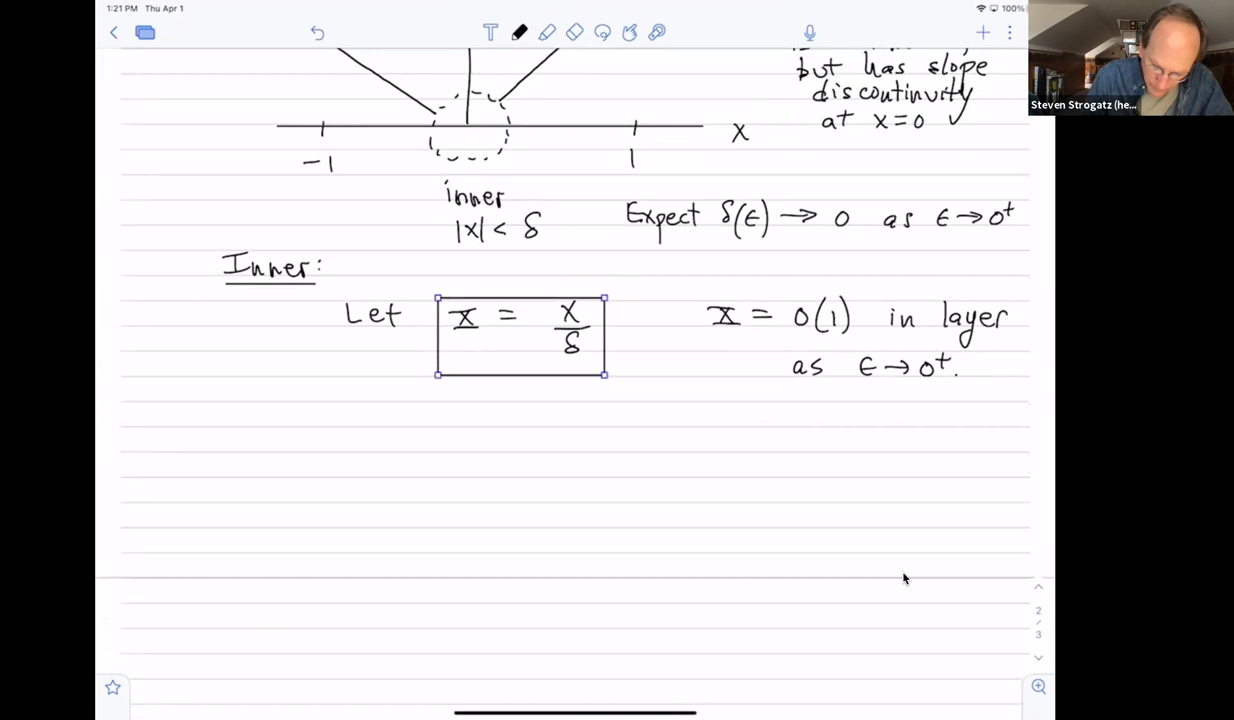 1:21 PM Thu Apr 1
100%
T
but has slope
discontinuity
at x=0
Steven Strogatz (he...
x
-1
1
inner
|x| < δ
Expect δ(ϵ) → 0 as ϵ→0⁺
Inner:
Let X = x/δ
X = O(1) in layer
as ϵ→0⁺.
2
/
3